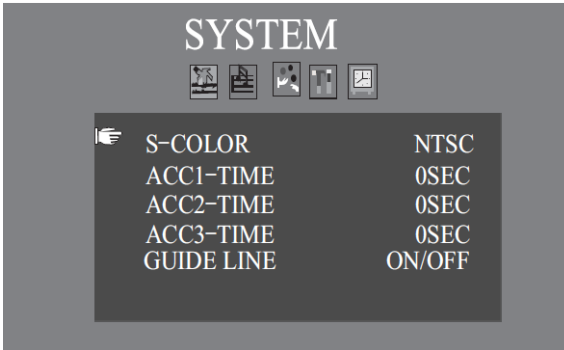 SYSTEM
S-COLOR NTSC
ACC1-TIME 0SEC
ACC2-TIME 0SEC
ACC3-TIME 0SEC
GUIDE LINE ON/OFF